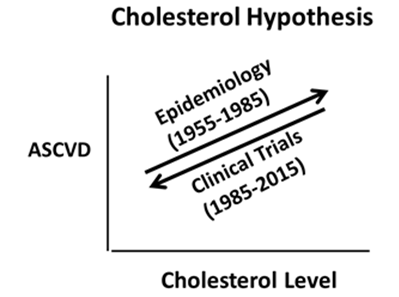 Cholesterol Hypothesis
Epidemiology
(1955-1985)
ASCVD
Clinical Trials
(1985-2015)
Cholesterol Level